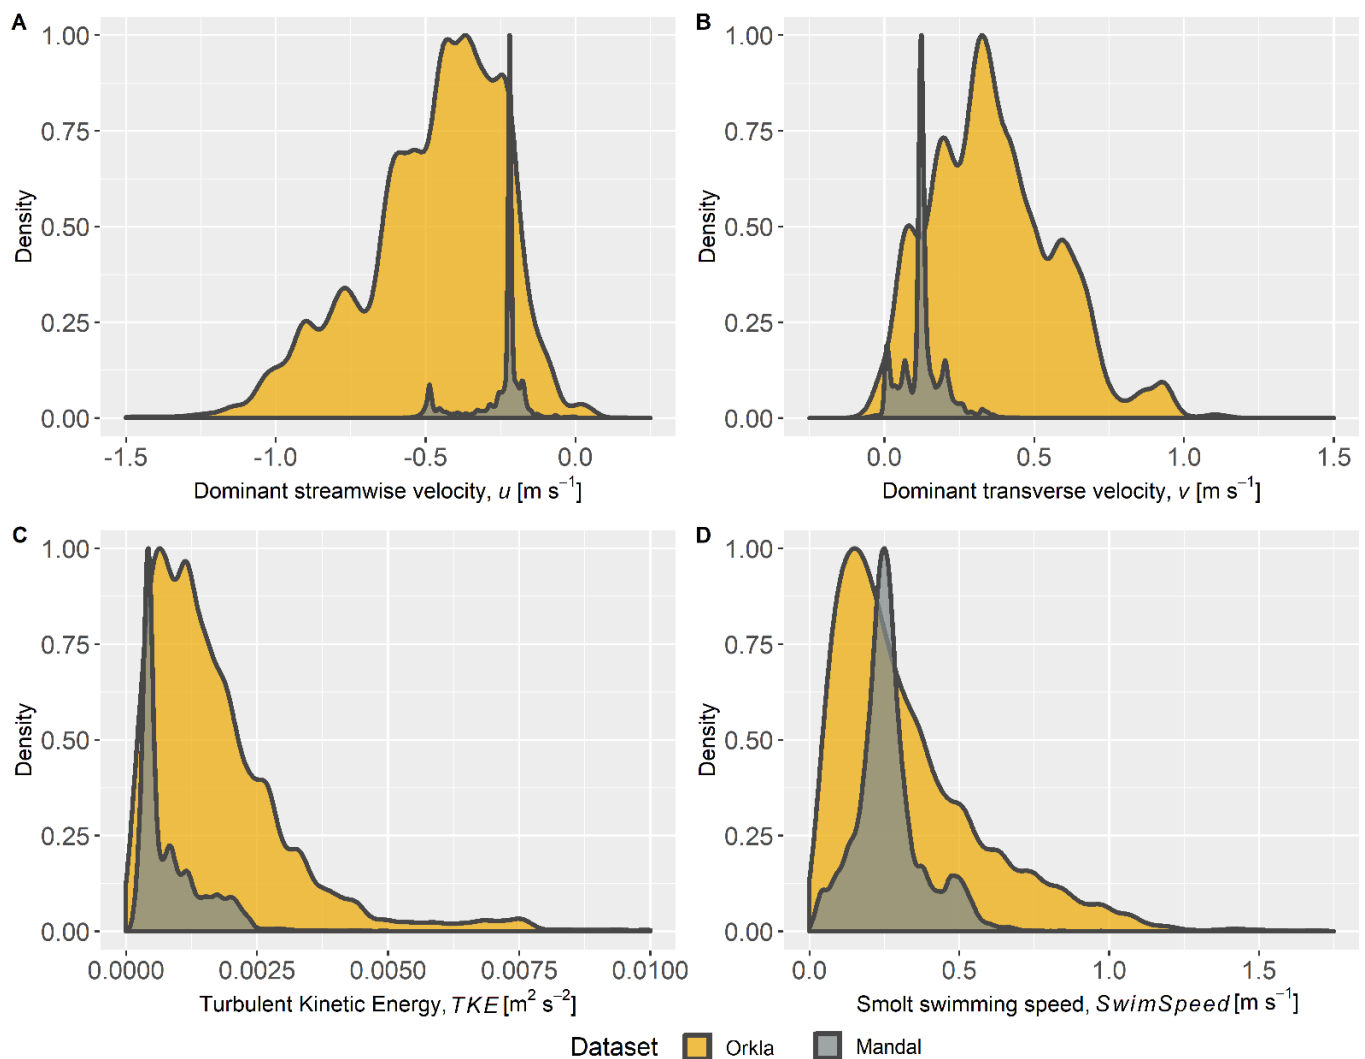 A
1.00
0.75
0.50
0.25
0.00
Density
-1.5 -1.0 -0.5 0.0
Dominant streamwise velocity, u [m s⁻¹]
B
1.00
0.75
0.50
0.25
0.00
Density
0.0 0.5 1.0 1.5
Dominant transverse velocity, v [m s⁻¹]
C
1.00
0.75
0.50
0.25
0.00
Density
0.0000 0.0025 0.0050 0.0075 0.0100
Turbulent Kinetic Energy, TKE [m² s⁻²]
D
1.00
0.75
0.50
0.25
0.00
Density
0.0 0.5 1.0 1.5
Smolt swimming speed, SwimSpeed [m s⁻¹]
Dataset Orkla Mandal